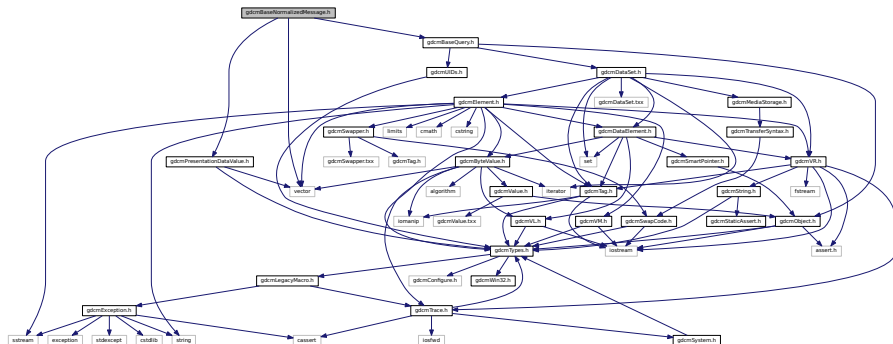 gdcmBaseNormalizedMessage.h
gdcmBaseQuery.h
gdcmUIDs.h
gdcmDataSet.h
gdcmElement.h
gdcmDataSet.txx
gdcmMediaStorage.h
gdcmSwapper.h
limits
cmath
cstring
gdcmDataElement.h
gdcmTransferSyntax.h
gdcmPresentationDataValue.h
gdcmSwapper.txx
gdcmTag.h
gdcmByteValue.h
set
gdcmSmartPointer.h
gdcmVR.h
vector
algorithm
gdcmValue.h
iterator
gdcmTag.h
gdcmString.h
fstream
iomanip
gdcmValue.txx
gdcmVL.h
gdcmVM.h
gdcmSwapCode.h
gdcmStaticAssert.h
gdcmObject.h
gdcmTypes.h
iostream
assert.h
gdcmLegacyMacro.h
gdcmConfigure.h
gdcmWin32.h
gdcmException.h
gdcmTrace.h
sstream
exception
stdexcept
cstdlib
string
cassert
iosfwd
gdcmSystem.h